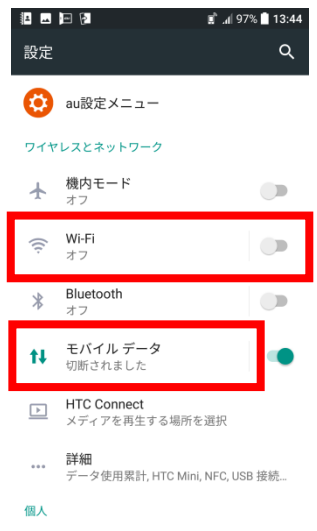 97% 13:44
設定
au設定メニュー
ワイヤレスとネットワーク
機内モード
オフ
Wi-Fi
オフ
Bluetooth
オフ
モバイル データ
切断されました
HTC Connect
メディアを再生する場所を選択
詳細
データ使用累計, HTC Mini, NFC, USB 接続...
個人